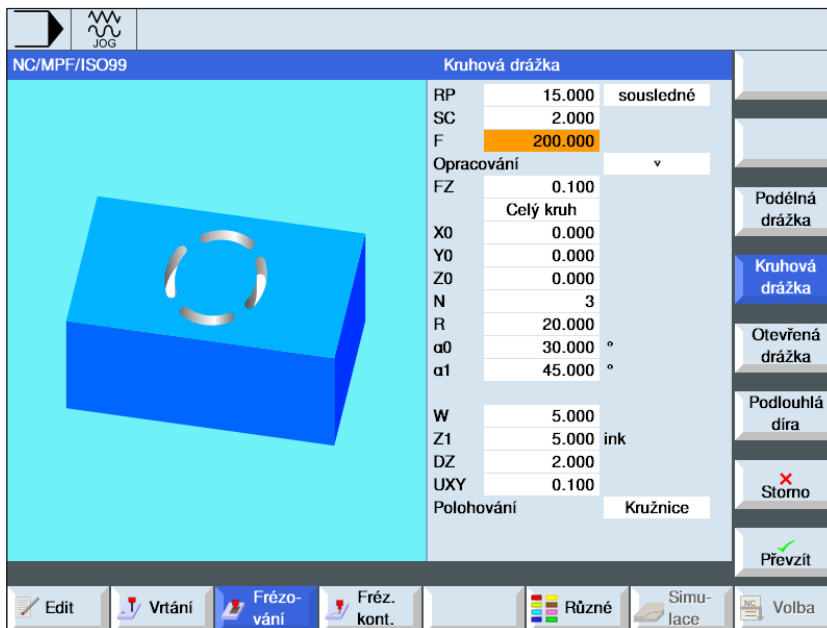 JOG
NC/MPF/ISO99
Kruhová drážka
RP 15.000 sousledné
SC 2.000
F 200.000
Opracování ᵛ
FZ 0.100
Celý kruh
X0 0.000
Y0 0.000
Z0 0.000
N 3
R 20.000
α0 30.000 °
α1 45.000 °
W 5.000
Z1 5.000 ink
DZ 2.000
UXY 0.100
Polohování Kružnice
Podélná
drážka
Kruhová
drážka
Otevřená
drážka
Podlouhlá
díra
Storno
Převzít
Edit
Vrtání
Frézo-
vání
Fréz.
kont.
Různé
Simu-
lace
NC
Volba